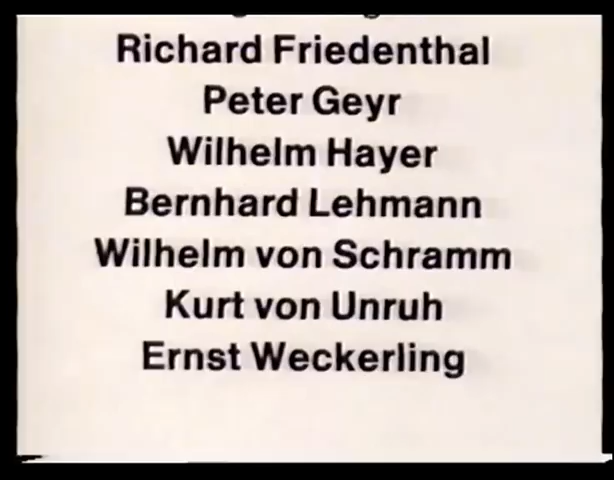 Richard Friedenthal
Peter Geyr
Wilhelm Hayer
Bernhard Lehmann
Wilhelm von Schramm
Kurt von Unruh
Ernst Weckerling